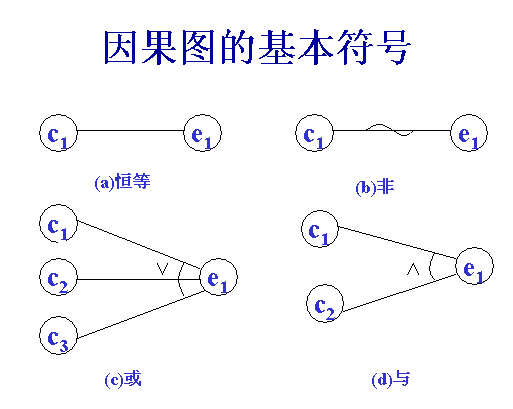 因果图的基本符号
c1 e1
(a)恒等
c1 e1
(b)非
c1
c2
c3
∨
e1
(c)或
c1
c2
∧
e1
(d)与